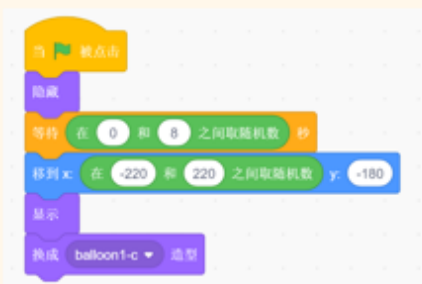 当 被点击
隐藏
等待 在 0 和 8 之间取随机数 秒
移到 x: 在 -220 和 220 之间取随机数 y: -180
显示
换成 balloon1-c 造型